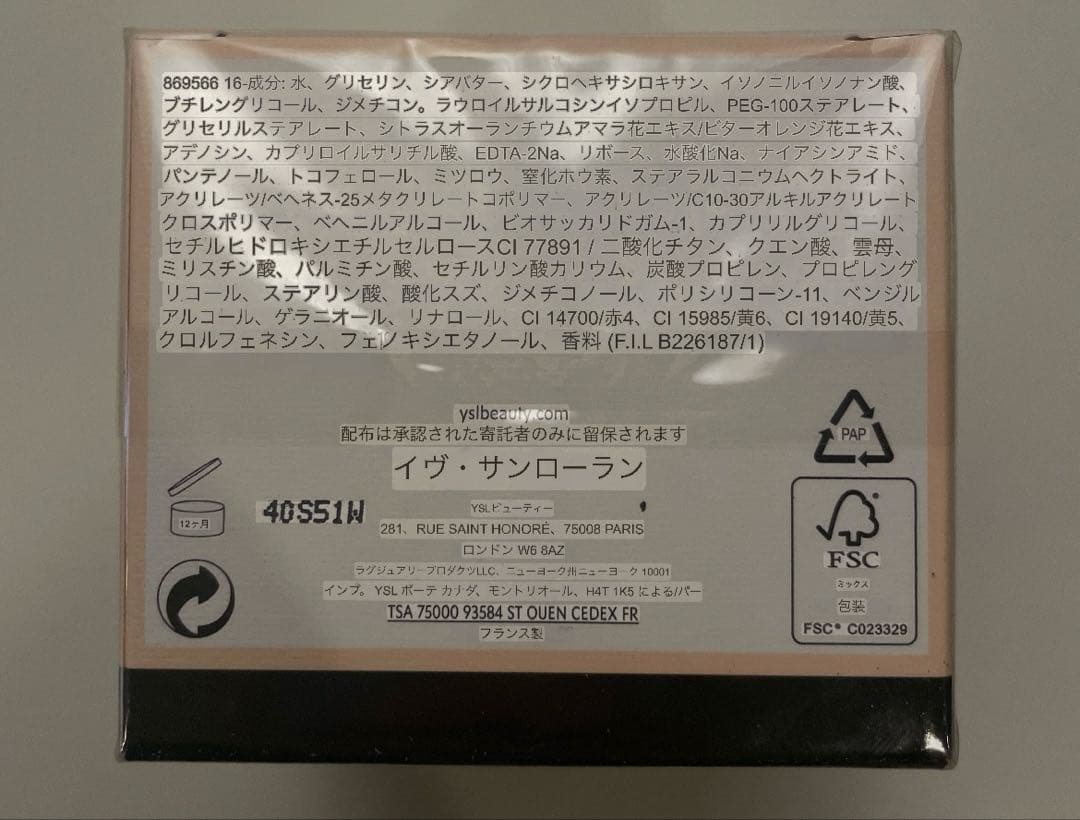 869566 16-成分: 水、グリセリン、シアバター、シクロヘキサシロキサン、イソノニルイソノナン酸、
ブチレングリコール、ジメチコン。ラウロイルサルコシンイソプロピル、PEG-100ステアレート、
グリセリルステアレート、シトラスオーランチウムアマラ花エキス/ビターオレンジ花エキス、
アデノシン、カプリロイルサリチル酸、EDTA-2Na、リボース、水酸化Na、ナイアシンアミド、
パンテノール、トコフェロール、ミツロウ、窒化ホウ素、ステアラルコニウムヘクトライト、
アクリレーツ/ベヘネス-25メタクリレートコポリマー、アクリレーツ/C10-30アルキルアクリレート
クロスポリマー、ベヘニルアルコール、ビオサッカリドガム-1、カプリリルグリコール、
セチルヒドロキシエチルセルロースCI 77891 / 二酸化チタン、クエン酸、雲母、
ミリスチン酸、パルミチン酸、セチルリン酸カリウム、炭酸プロピレン、プロピレング
リコール、ステアリン酸、酸化スズ、ジメチコノール、ポリシリコーン-11、ベンジル
アルコール、ゲラニオール、リナロール、CI 14700/赤4、CI 15985/黄6、CI 19140/黄5、
クロルフェネシン、フェノキシエタノール、香料 (F.I.L B226187/1)
yslbeauty.com
配布は承認された寄託者のみに留保されます
イヴ・サンローラン
YSLビューティー
281、RUE SAINT HONORÉ、75008 PARIS
ロンドン W6 8AZ
ラグジュアリープロダクツLLC、ニューヨーク州ニューヨーク 10001
インプ。 YSL ボーテ カナダ、モントリオール、H4T 1K5 による/パー
TSA 75000 93584 ST OUEN CEDEX FR
フランス製
12ヶ月
40S51W
PAP
FSC
ミックス
包装
FSC® C023329